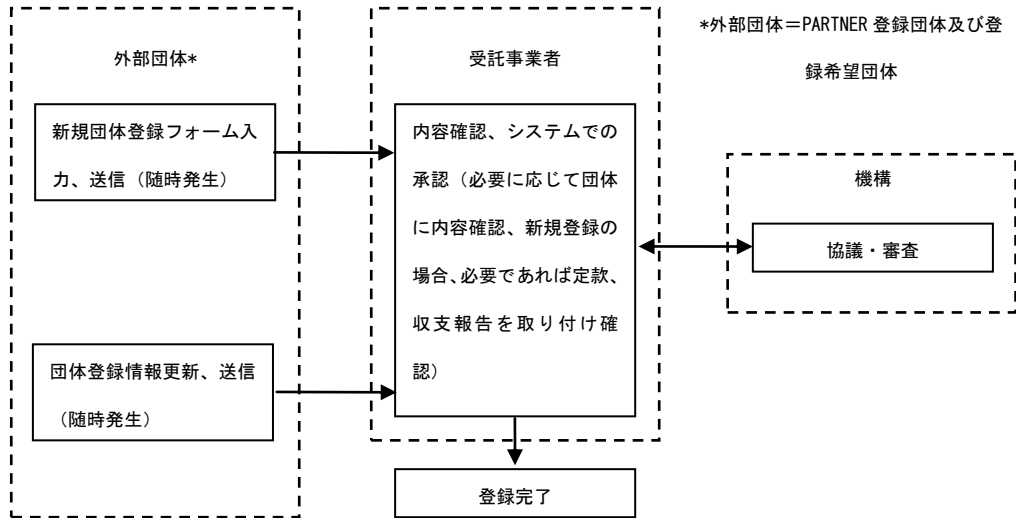 外部団体*
新規団体登録フォーム入
力、送信（随時発生）
団体登録情報更新、送信
（随時発生）
受託事業者
内容確認、システムでの
承認（必要に応じて団体
に内容確認、新規登録の
場合、必要であれば定款、
収支報告を取り付け確
認）
登録完了
*外部団体＝PARTNER 登録団体及び登
録希望団体
機構
協議・審査